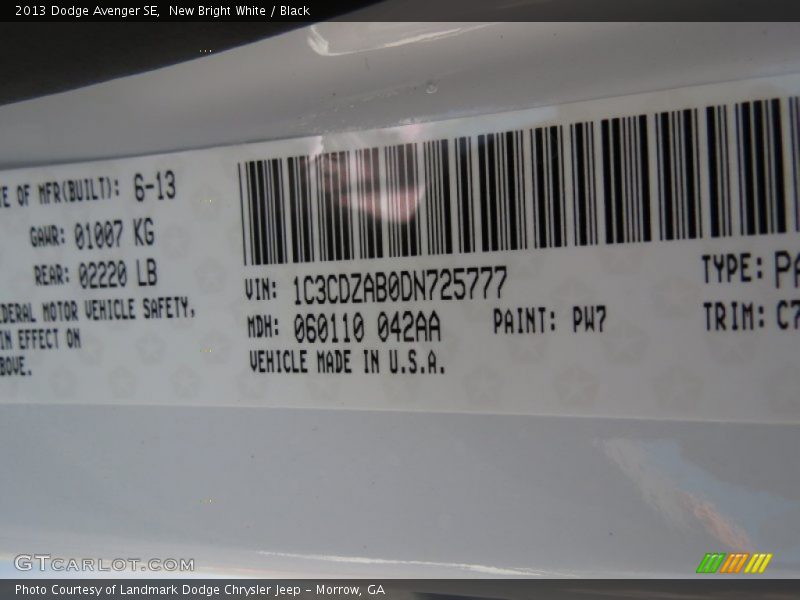 2013 Dodge Avenger SE,  New Bright White / Black
E OF MFR(BUILT): 6-13
GAWR: 01007 KG
REAR: 02220 LB
EDERAL MOTOR VEHICLE SAFETY,
IN EFFECT ON
BOVE.
VIN: 1C3CDZAB0DN725777
MDH: 060110 042AA
PAINT: PW7
VEHICLE MADE IN U.S.A.
TYPE: PA
TRIM: C7
GTCARLOT.COM
Photo Courtesy of Landmark Dodge Chrysler Jeep – Morrow, GA